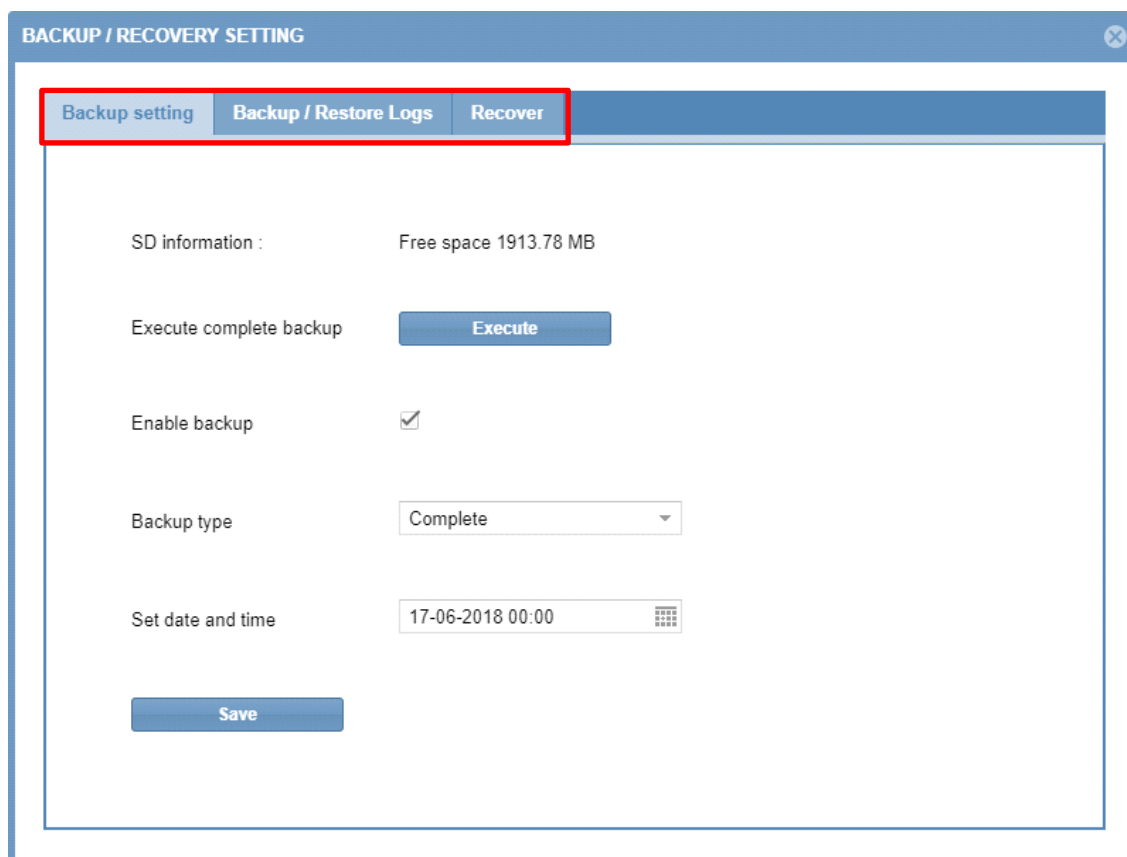 BACKUP / RECOVERY SETTING
Backup setting Backup / Restore Logs Recover
SD information : Free space 1913.78 MB
Execute complete backup Execute
Enable backup
Backup type Complete
Set date and time 17-06-2018 00:00
Save